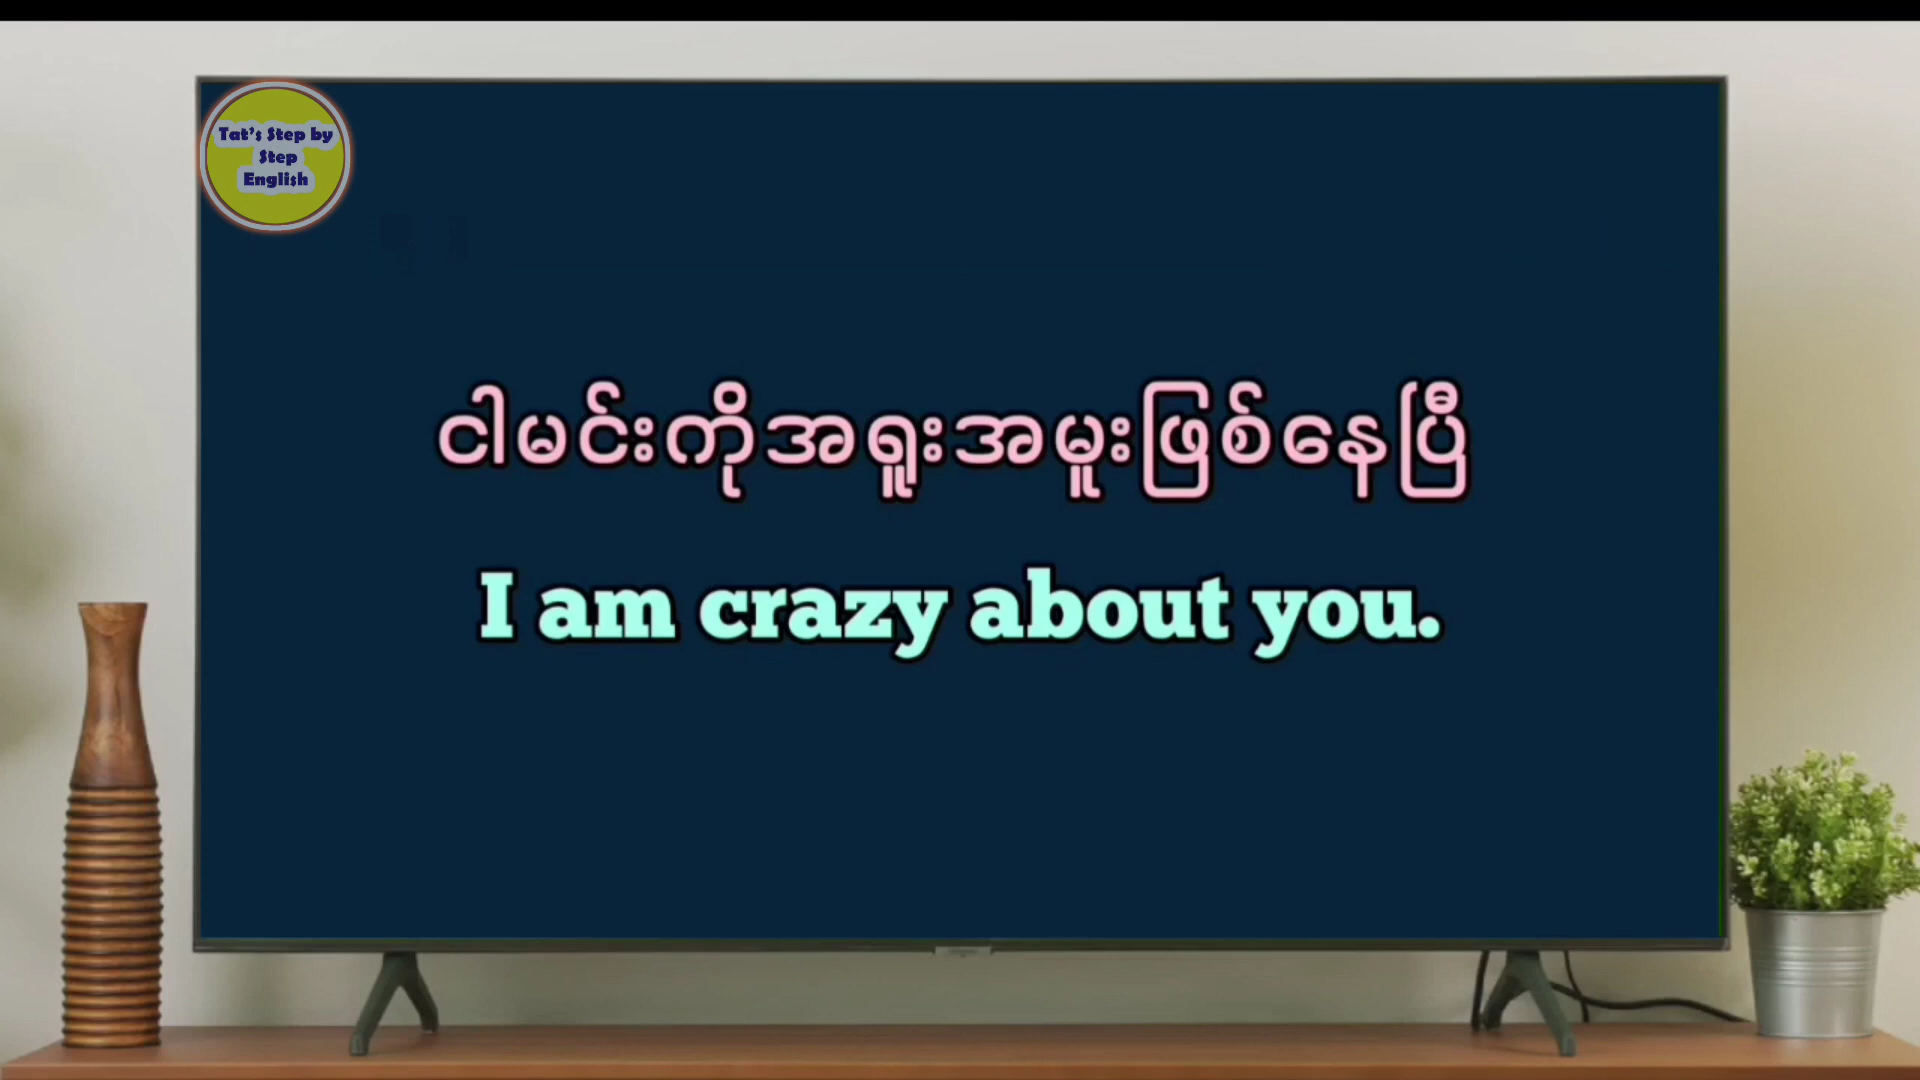 Tat's Step by
Step
English
ငါမင်းကိုအရူးအမူးဖြစ်နေပြီ
I am crazy about you.